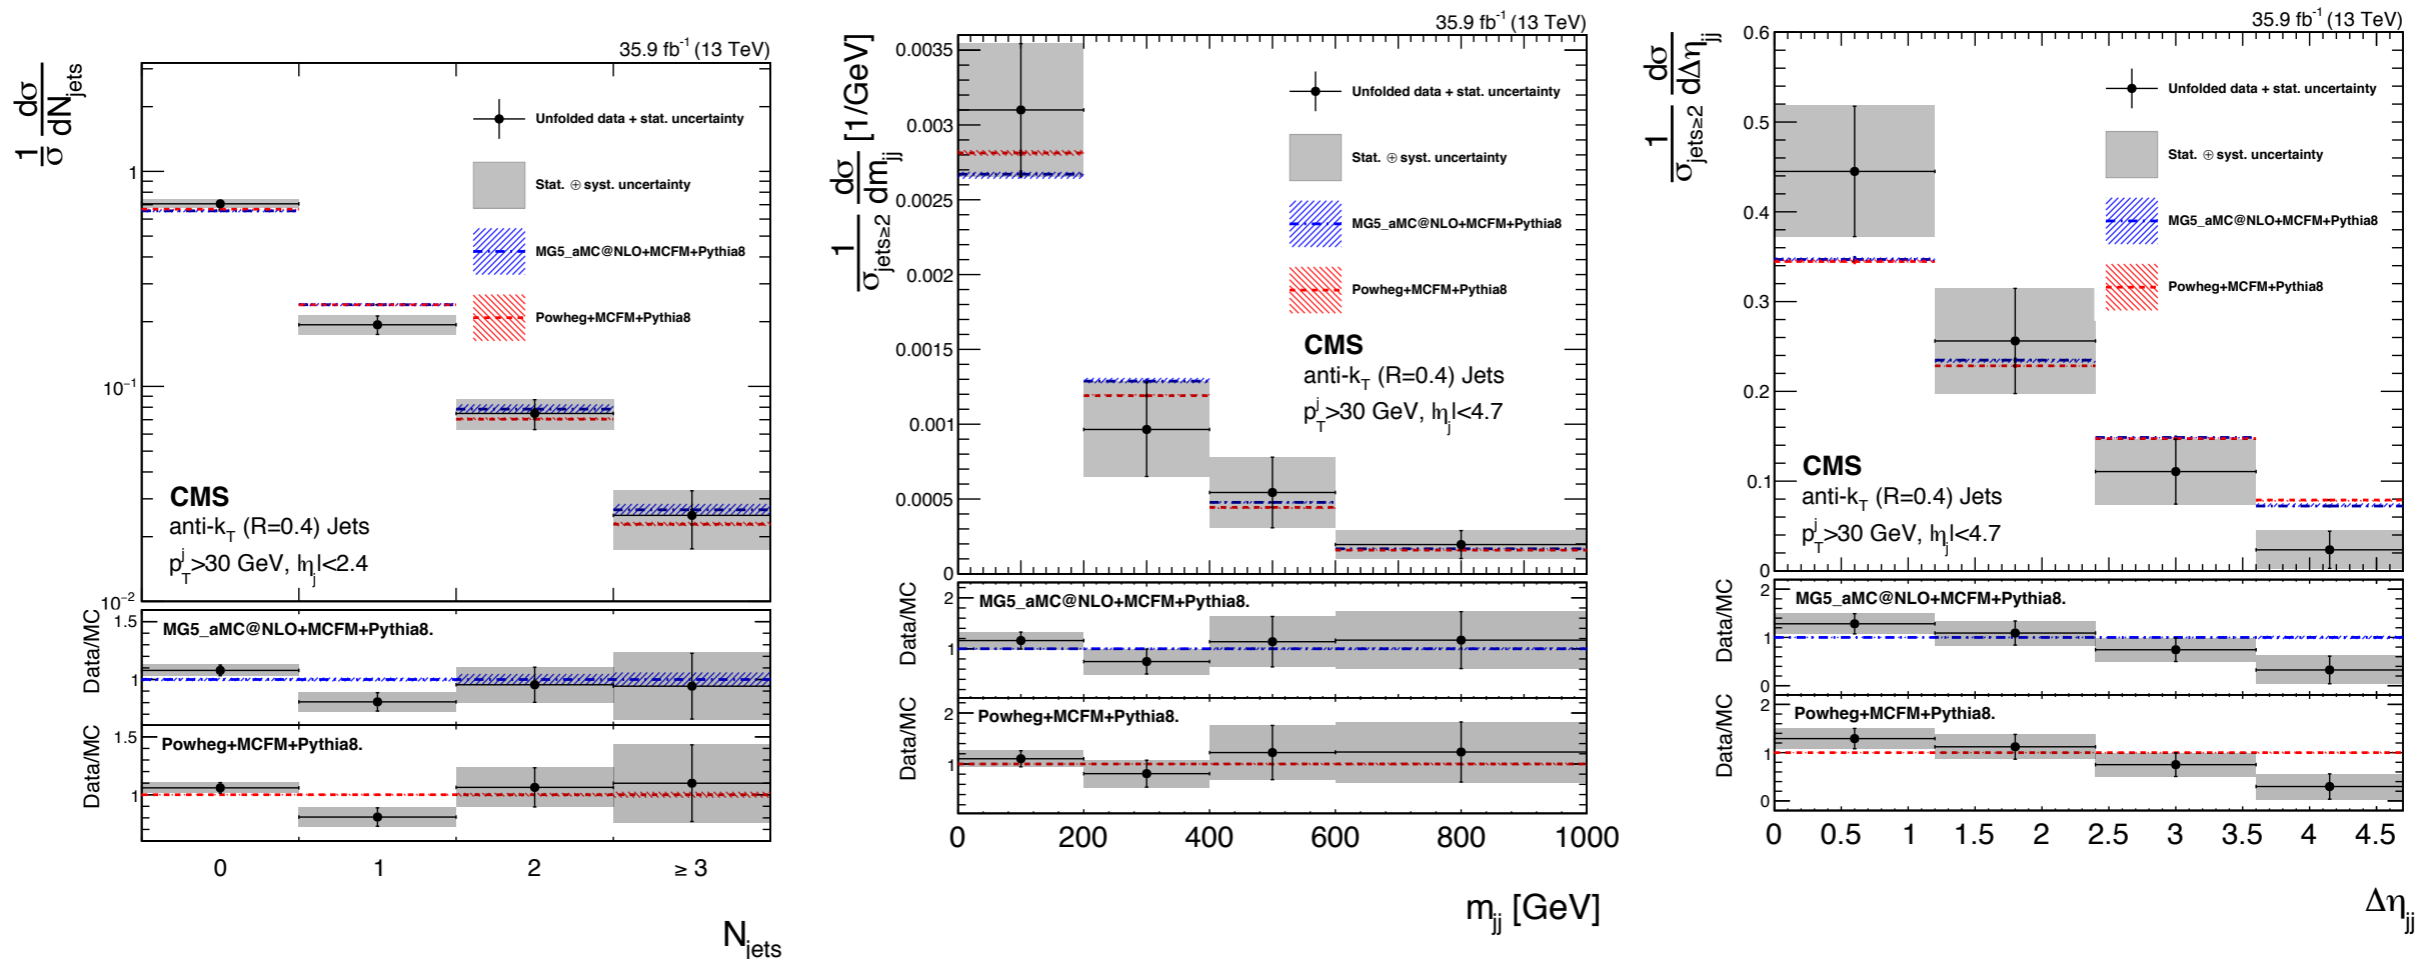 35.9 fb⁻¹ (13 TeV)
1/σ dσ/dN_jets
Unfolded data + stat. uncertainty
Stat. ⊕ syst. uncertainty
MG5_aMC@NLO+MCFM+Pythia8
Powheg+MCFM+Pythia8
1
10⁻¹
10⁻²
CMS
anti-k_T (R=0.4) Jets
p_T^j>30 GeV, |η_j|<2.4
Data/MC
1.5
1
MG5_aMC@NLO+MCFM+Pythia8.
Data/MC
1.5
1
Powheg+MCFM+Pythia8.
0 1 2 ≥ 3
N_jets
35.9 fb⁻¹ (13 TeV)
1/σ_jets≥2 dσ/dm_jj [1/GeV]
0.0035
0.003
0.0025
0.002
0.0015
0.001
0.0005
0
Unfolded data + stat. uncertainty
Stat. ⊕ syst. uncertainty
MG5_aMC@NLO+MCFM+Pythia8
Powheg+MCFM+Pythia8
CMS
anti-k_T (R=0.4) Jets
p_T^j>30 GeV, |η_j|<4.7
Data/MC
2
1
MG5_aMC@NLO+MCFM+Pythia8.
Data/MC
2
1
Powheg+MCFM+Pythia8.
0 200 400 600 800 1000
m_jj [GeV]
35.9 fb⁻¹ (13 TeV)
1/σ_jets≥2 dσ/dΔη_jj
0.6
0.5
0.4
0.3
0.2
0.1
0
Unfolded data + stat. uncertainty
Stat. ⊕ syst. uncertainty
MG5_aMC@NLO+MCFM+Pythia8
Powheg+MCFM+Pythia8
CMS
anti-k_T (R=0.4) Jets
p_T^j>30 GeV, |η_j|<4.7
Data/MC
2
1
0
MG5_aMC@NLO+MCFM+Pythia8.
Data/MC
2
1
0
Powheg+MCFM+Pythia8.
0 0.5 1 1.5 2 2.5 3 3.5 4 4.5
Δη_jj